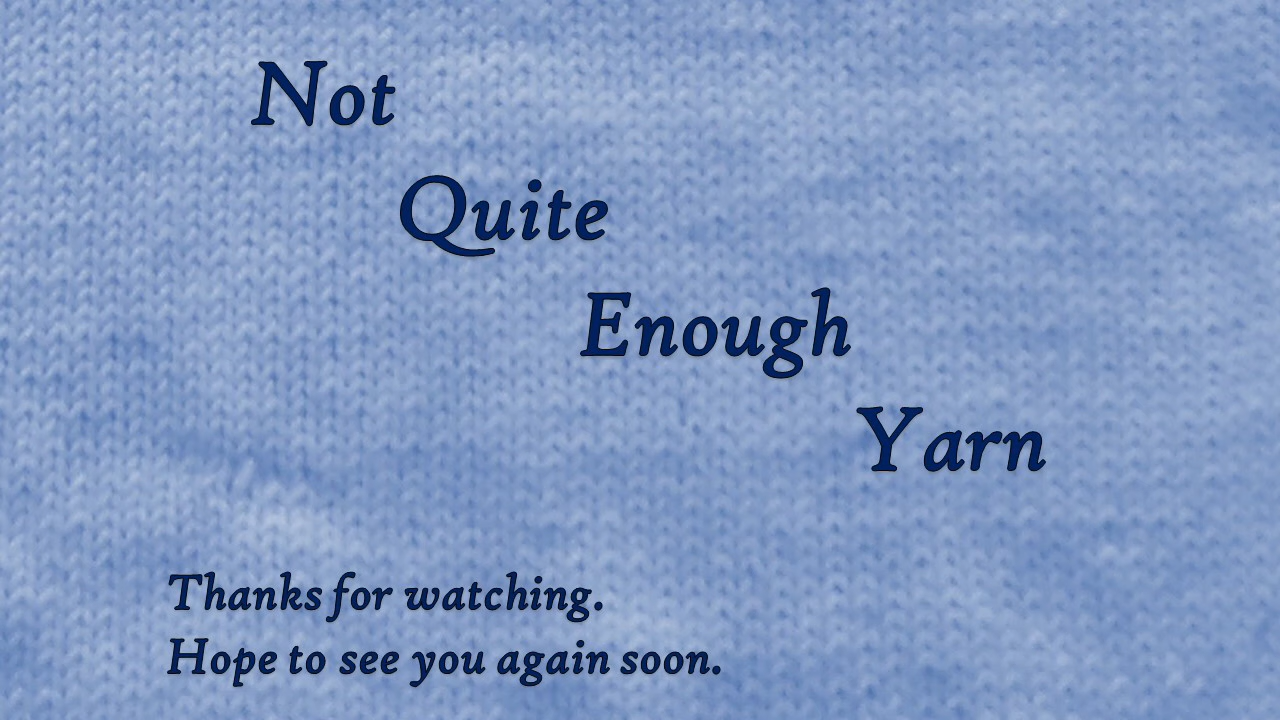 Not
Quite
Enough
Yarn
Thanks for watching.
Hope to see you again soon.